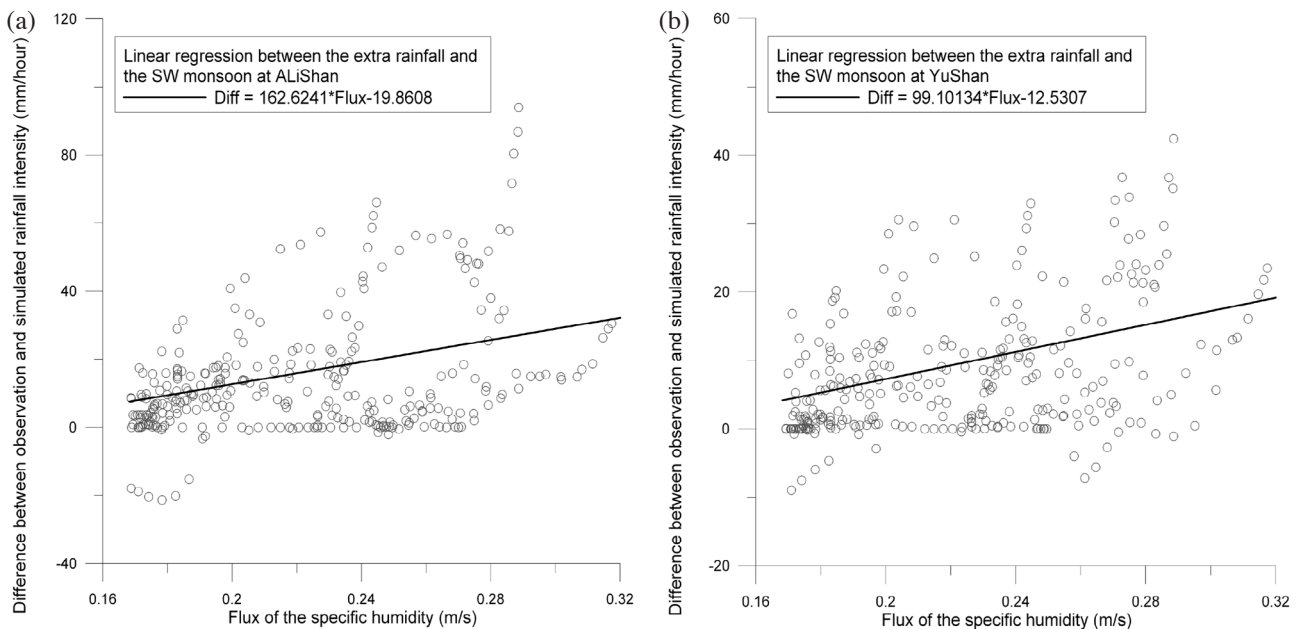 (a)
Difference between observation and simulated rainfall intensity (mm/hour)
120
80
40
0
-40
Linear regression between the extra rainfall and
the SW monsoon at ALiShan
Diff = 162.6241*Flux-19.8608
0.16
0.2
0.24
0.28
0.32
Flux of the specific humidity (m/s)
(b)
Difference between observation and simulated rainfall intensity (mm/hour)
60
40
20
0
-20
Linear regression between the extra rainfall and
the SW monsoon at YuShan
Diff = 99.10134*Flux-12.5307
0.16
0.2
0.24
0.28
0.32
Flux of the specific humidity (m/s)